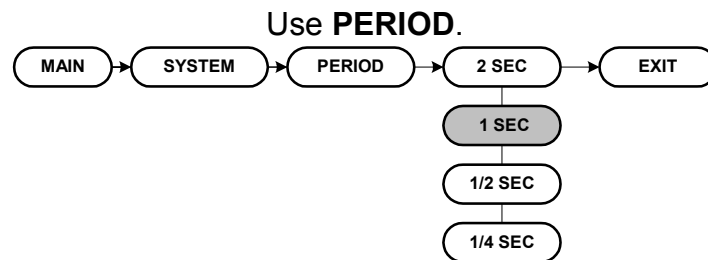 Use PERIOD.
MAIN SYSTEM PERIOD 2 SEC EXIT
1 SEC
1/2 SEC
1/4 SEC